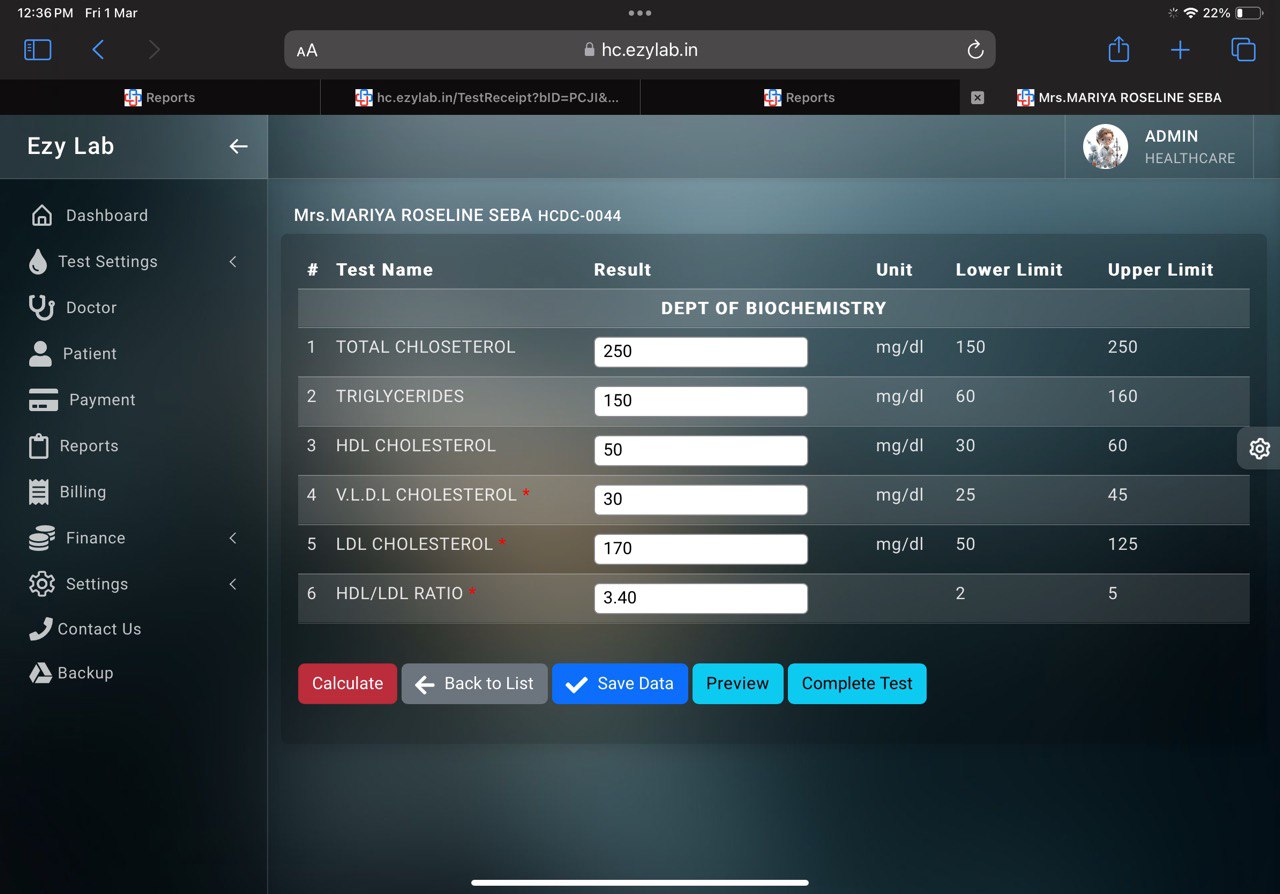 12:36 PM Fri 1 Mar
22%
AA hc.ezylab.in
Reports
hc.ezylab.in/TestReceipt?bID=PCJI&...
Reports
Mrs.MARIYA ROSELINE SEBA
Ezy Lab
ADMIN
HEALTHCARE
Dashboard
Test Settings
Doctor
Patient
Payment
Reports
Billing
Finance
Settings
Contact Us
Backup
Mrs.MARIYA ROSELINE SEBA HCDC-0044
# Test Name Result Unit Lower Limit Upper Limit
DEPT OF BIOCHEMISTRY
1 TOTAL CHLOSETEROL 250 mg/dl 150 250
2 TRIGLYCERIDES 150 mg/dl 60 160
3 HDL CHOLESTEROL 50 mg/dl 30 60
4 V.L.D.L CHOLESTEROL * 30 mg/dl 25 45
5 LDL CHOLESTEROL * 170 mg/dl 50 125
6 HDL/LDL RATIO * 3.40 2 5
Calculate Back to List Save Data Preview Complete Test